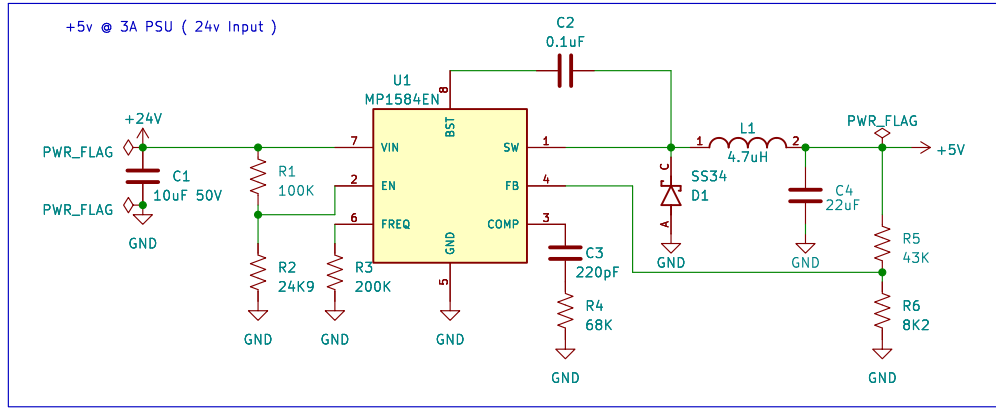 +5v @ 3A PSU ( 24v Input )
C2
0.1uF
U1
MP1584EN
8
BST
+24V
PWR_FLAG
7
VIN
SW
1
1
L1
2
4.7uH
PWR_FLAG
+5V
C1
10uF 50V
R1
100K
2
EN
FB
4
C
SS34
D1
A
C4
22uF
PWR_FLAG
GND
6
FREQ
COMP
3
GND
5
C3
220pF
GND
GND
R5
43K
R2
24K9
R3
200K
R4
68K
R6
8K2
GND
GND
GND
GND
GND